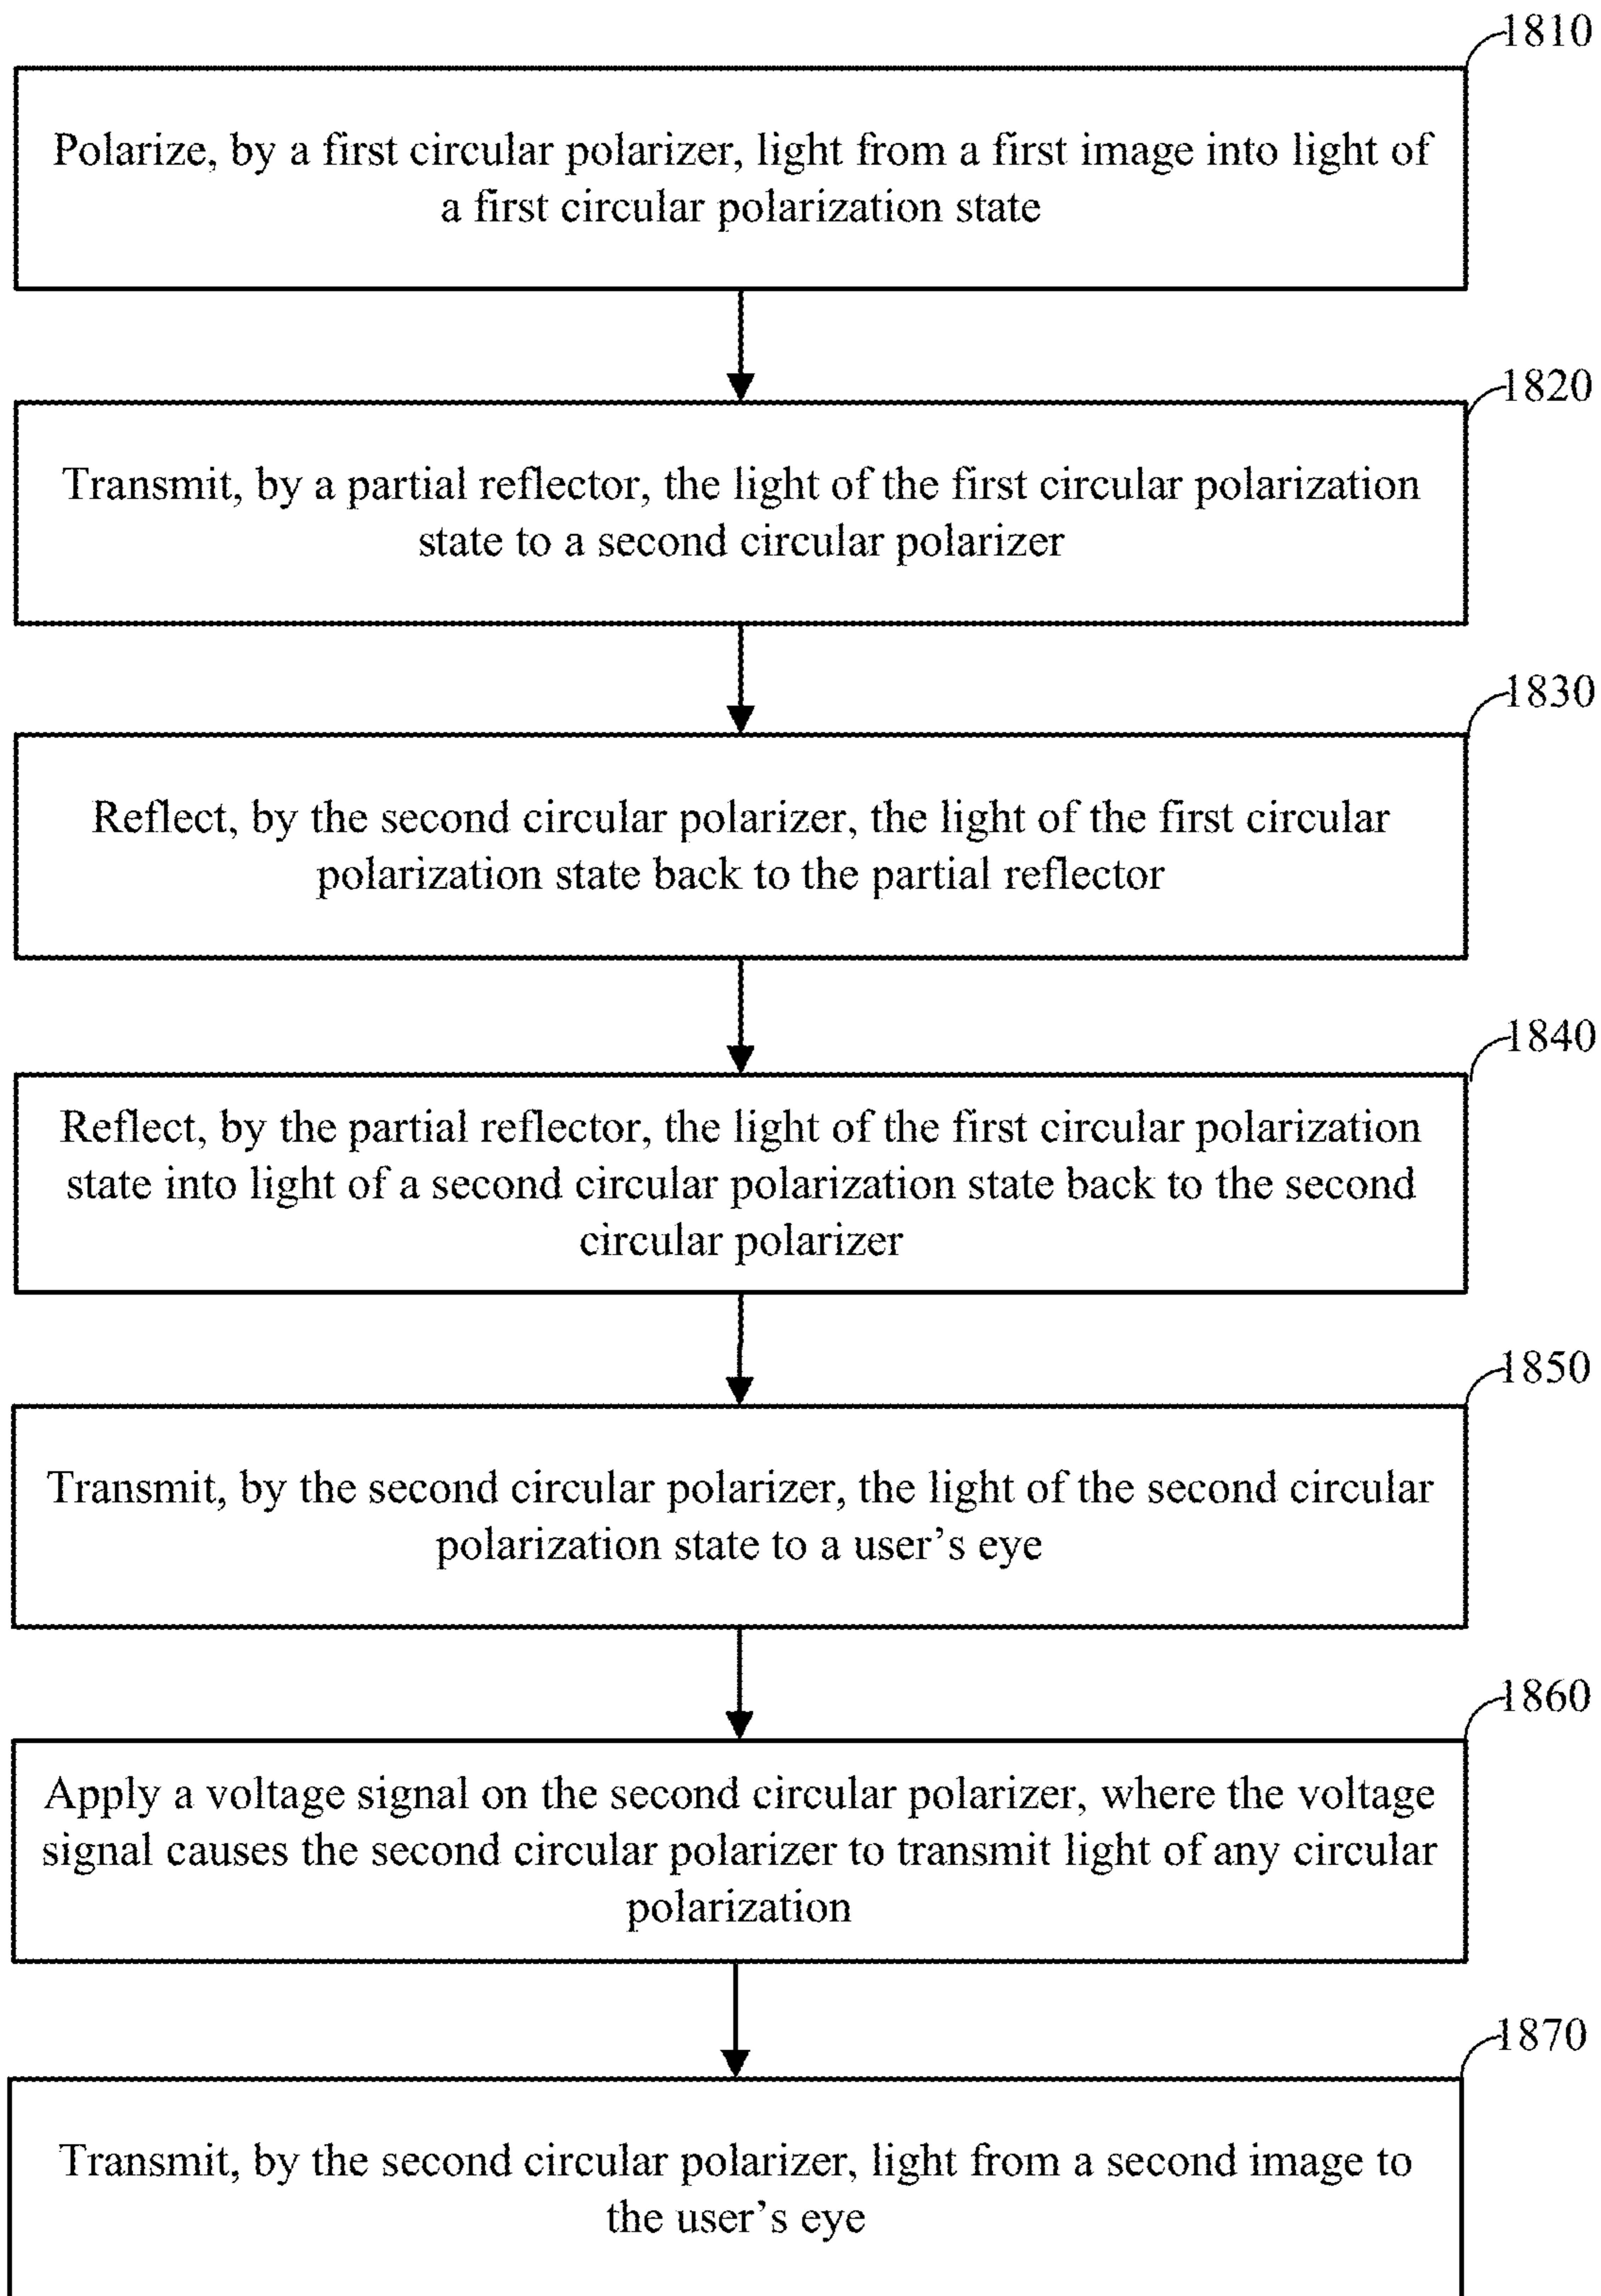 1810
Polarize, by a first circular polarizer, light from a first image into light of
a first circular polarization state
1820
Transmit, by a partial reflector, the light of the first circular polarization
state to a second circular polarizer
1830
Reflect, by the second circular polarizer, the light of the first circular
polarization state back to the partial reflector
1840
Reflect, by the partial reflector, the light of the first circular polarization
state into light of a second circular polarization state back to the second
circular polarizer
1850
Transmit, by the second circular polarizer, the light of the second circular
polarization state to a user’s eye
1860
Apply a voltage signal on the second circular polarizer, where the voltage
signal causes the second circular polarizer to transmit light of any circular
polarization
1870
Transmit, by the second circular polarizer, light from a second image to
the user’s eye